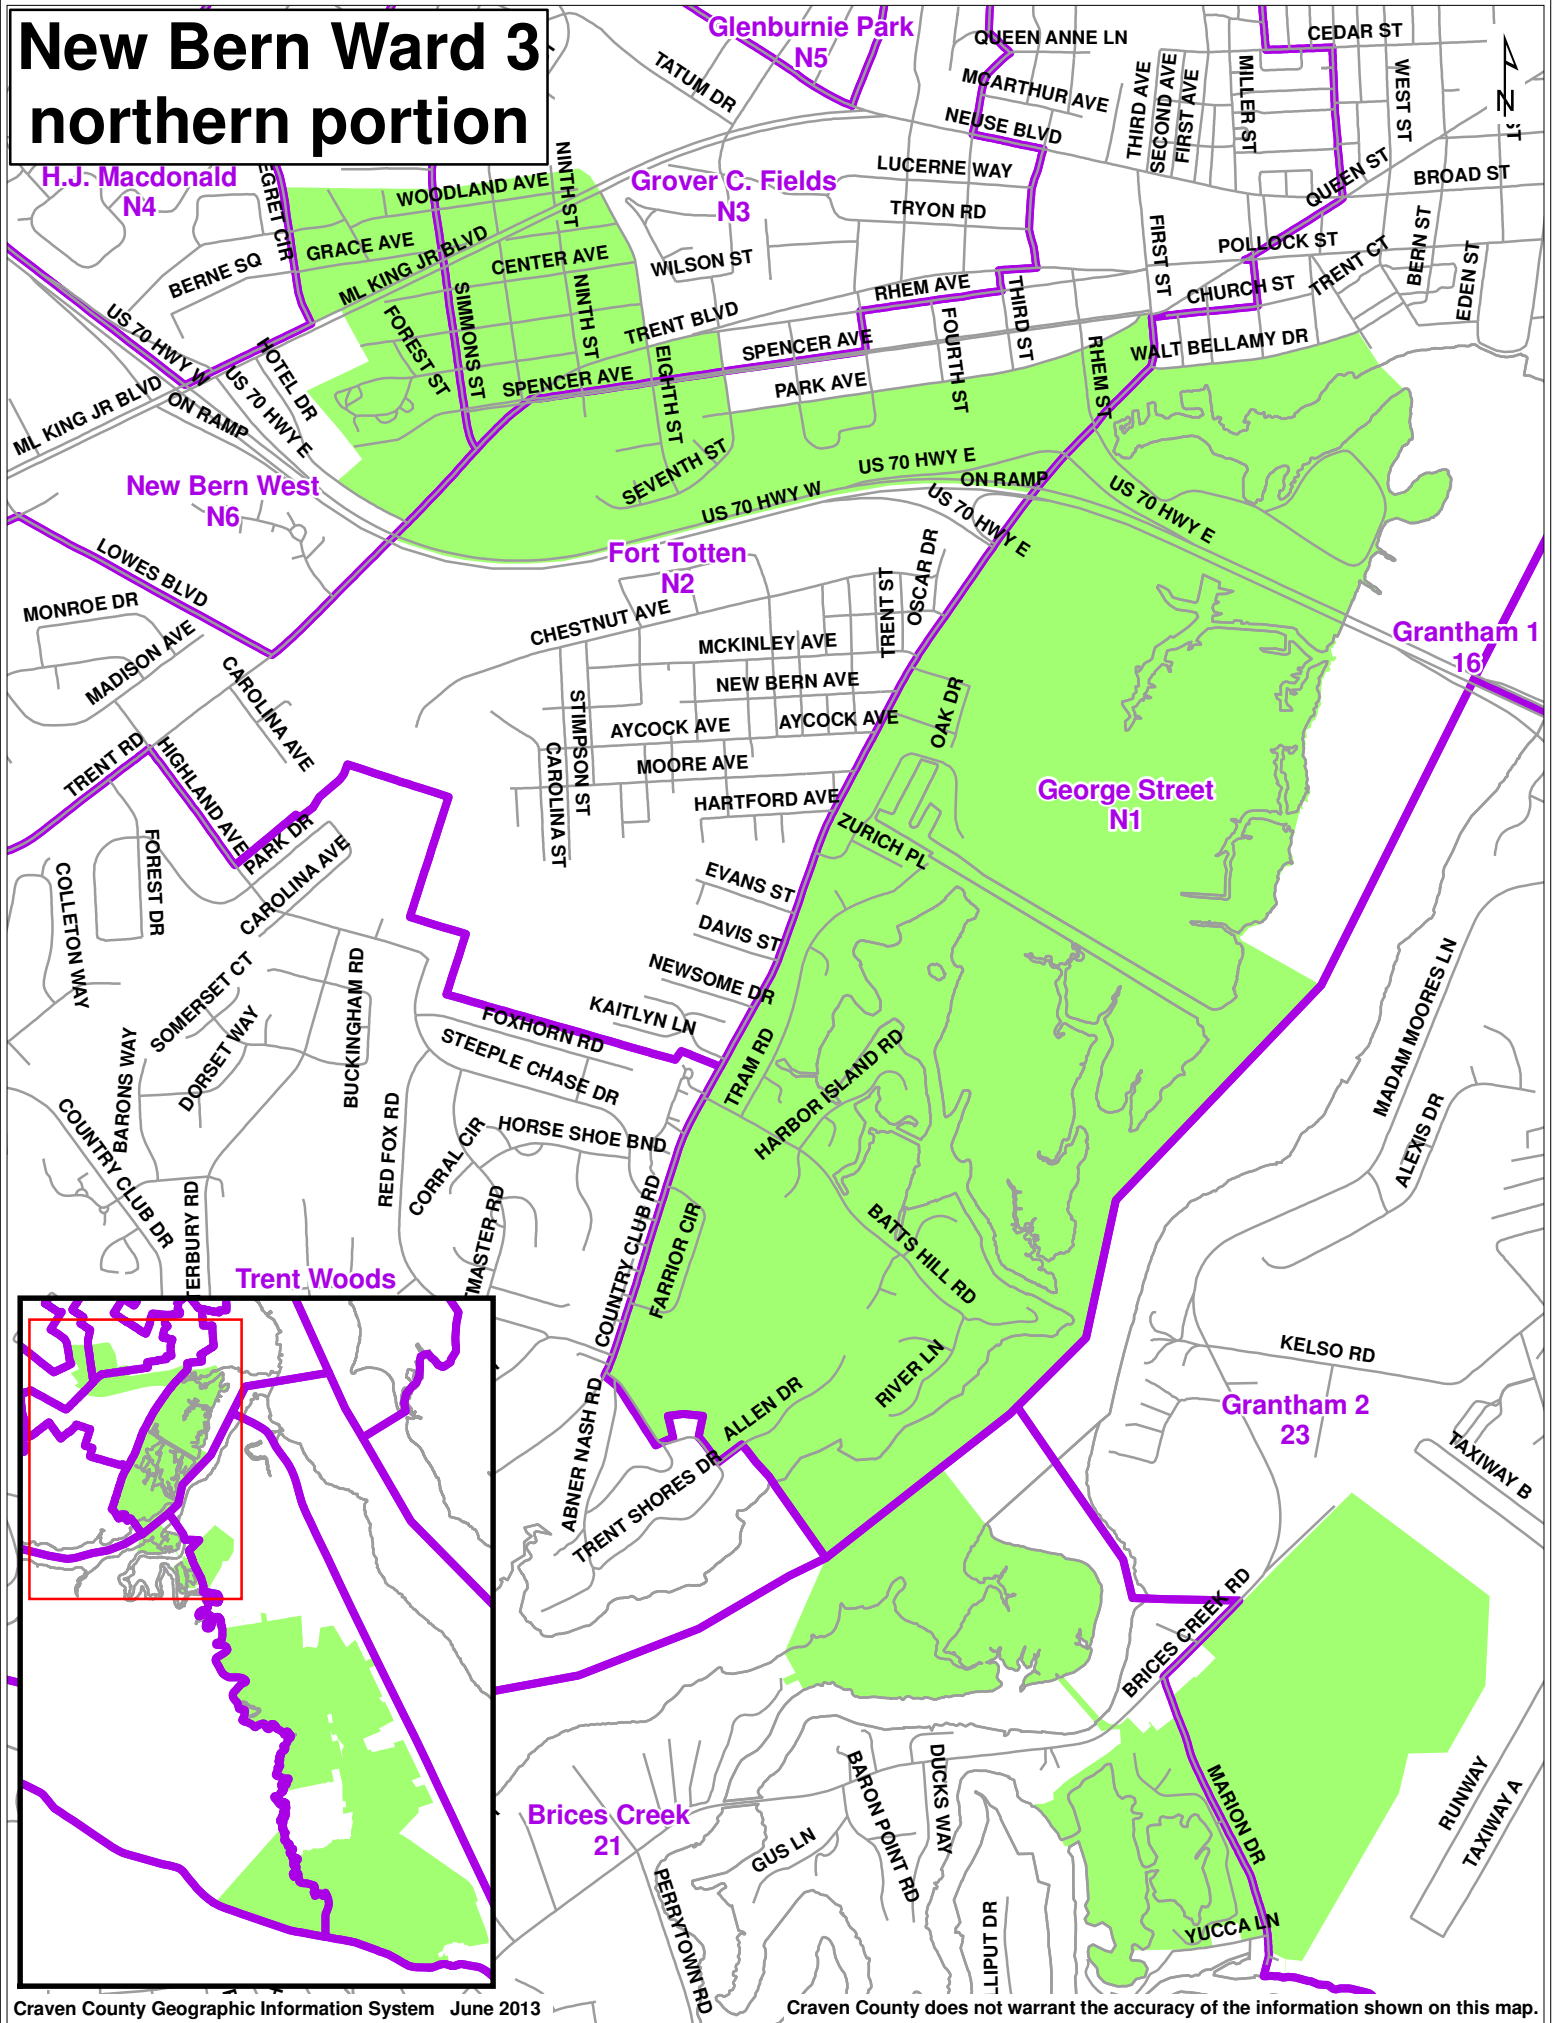 New Bern Ward 3
northern portion
Glenburnie Park
N5
QUEEN ANNE LN
CEDAR ST
TATUM DR
MCARTHUR AVE
THIRD AVE
SECOND AVE
FIRST AVE
MILLER ST
WEST ST
N
ST
NEUSE BLVD
H.J. Macdonald
N4
EGRET CIR
WOODLAND AVE
NINTH ST
Grover C. Fields
N3
LUCERNE WAY
TRYON RD
QUEEN ST
BROAD ST
BERNE SQ
GRACE AVE
ML KING JR BLVD
CENTER AVE
WILSON ST
FIRST ST
POLLOCK ST
TRENT CT
BERN ST
EDEN ST
US 70 HWY W
FOREST ST
SIMMONS ST
NINTH ST
TRENT BLVD
RHEM AVE
THIRD ST
CHURCH ST
HOTEL DR
US 70 HWY E
SPENCER AVE
EIGHTH ST
SPENCER AVE
PARK AVE
FOURTH ST
RHEM ST
WALT BELLAMY DR
ML KING JR BLVD
ON RAMP
SEVENTH ST
US 70 HWY E
US 70 HWY W
ON RAMP
US 70 HWY E
US 70 HWY E
New Bern West
N6
LOWES BLVD
Fort Totten
N2
MONROE DR
MADISON AVE
CAROLINA AVE
CHESTNUT AVE
TRENT ST
OSCAR DR
Grantham 1
16
MCKINLEY AVE
NEW BERN AVE
STIMPSON ST
AYCOCK AVE
AYCOCK AVE
OAK DR
TRENT RD
HIGHLAND AVE
CAROLINA ST
MOORE AVE
HARTFORD AVE
George Street
N1
PARK DR
CAROLINA AVE
FOREST DR
COLLETON WAY
ZURICH PL
EVANS ST
DAVIS ST
NEWSOME DR
KAITLYN LN
SOMERSET CT
DORSET WAY
BUCKINGHAM RD
FOXHORN RD
STEEPLE CHASE DR
TRAM RD
HARBOR ISLAND RD
MADAM MOORES LN
ALEXIS DR
BARONS WAY
COUNTRY CLUB DR
RED FOX RD
CORRAL CIR
HORSE SHOE BND
TERBURY RD
TMASTER RD
COUNTRY CLUB RD
FARRIOR CIR
BATTS HILL RD
Trent Woods
RIVER LN
ALLEN DR
KELSO RD
Grantham 2
23
ABNER NASH RD
TRENT SHORES DR
TAXIWAY B
BRICES CREEK RD
MARION DR
BARON POINT RD
DUCKS WAY
RUNWAY
TAXIWAY A
Brices Creek
21
GUS LN
PERRYTOWN RD
LLIPUT DR
YUCCA LN
Craven County Geographic Information System June 2013
Craven County does not warrant the accuracy of the information shown on this map.